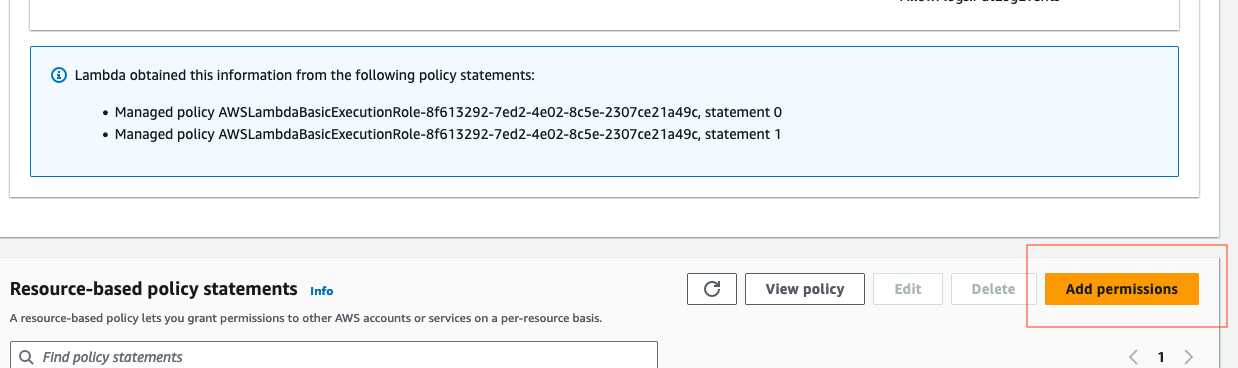 Lambda obtained this information from the following policy statements:
• Managed policy AWSLambdaBasicExecutionRole-8f613292-7ed2-4e02-8c5e-2307ce21a49c, statement 0
• Managed policy AWSLambdaBasicExecutionRole-8f613292-7ed2-4e02-8c5e-2307ce21a49c, statement 1
Resource-based policy statements Info View policy Edit Delete Add permissions
A resource-based policy lets you grant permissions to other AWS accounts or services on a per-resource basis.
Find policy statements 1